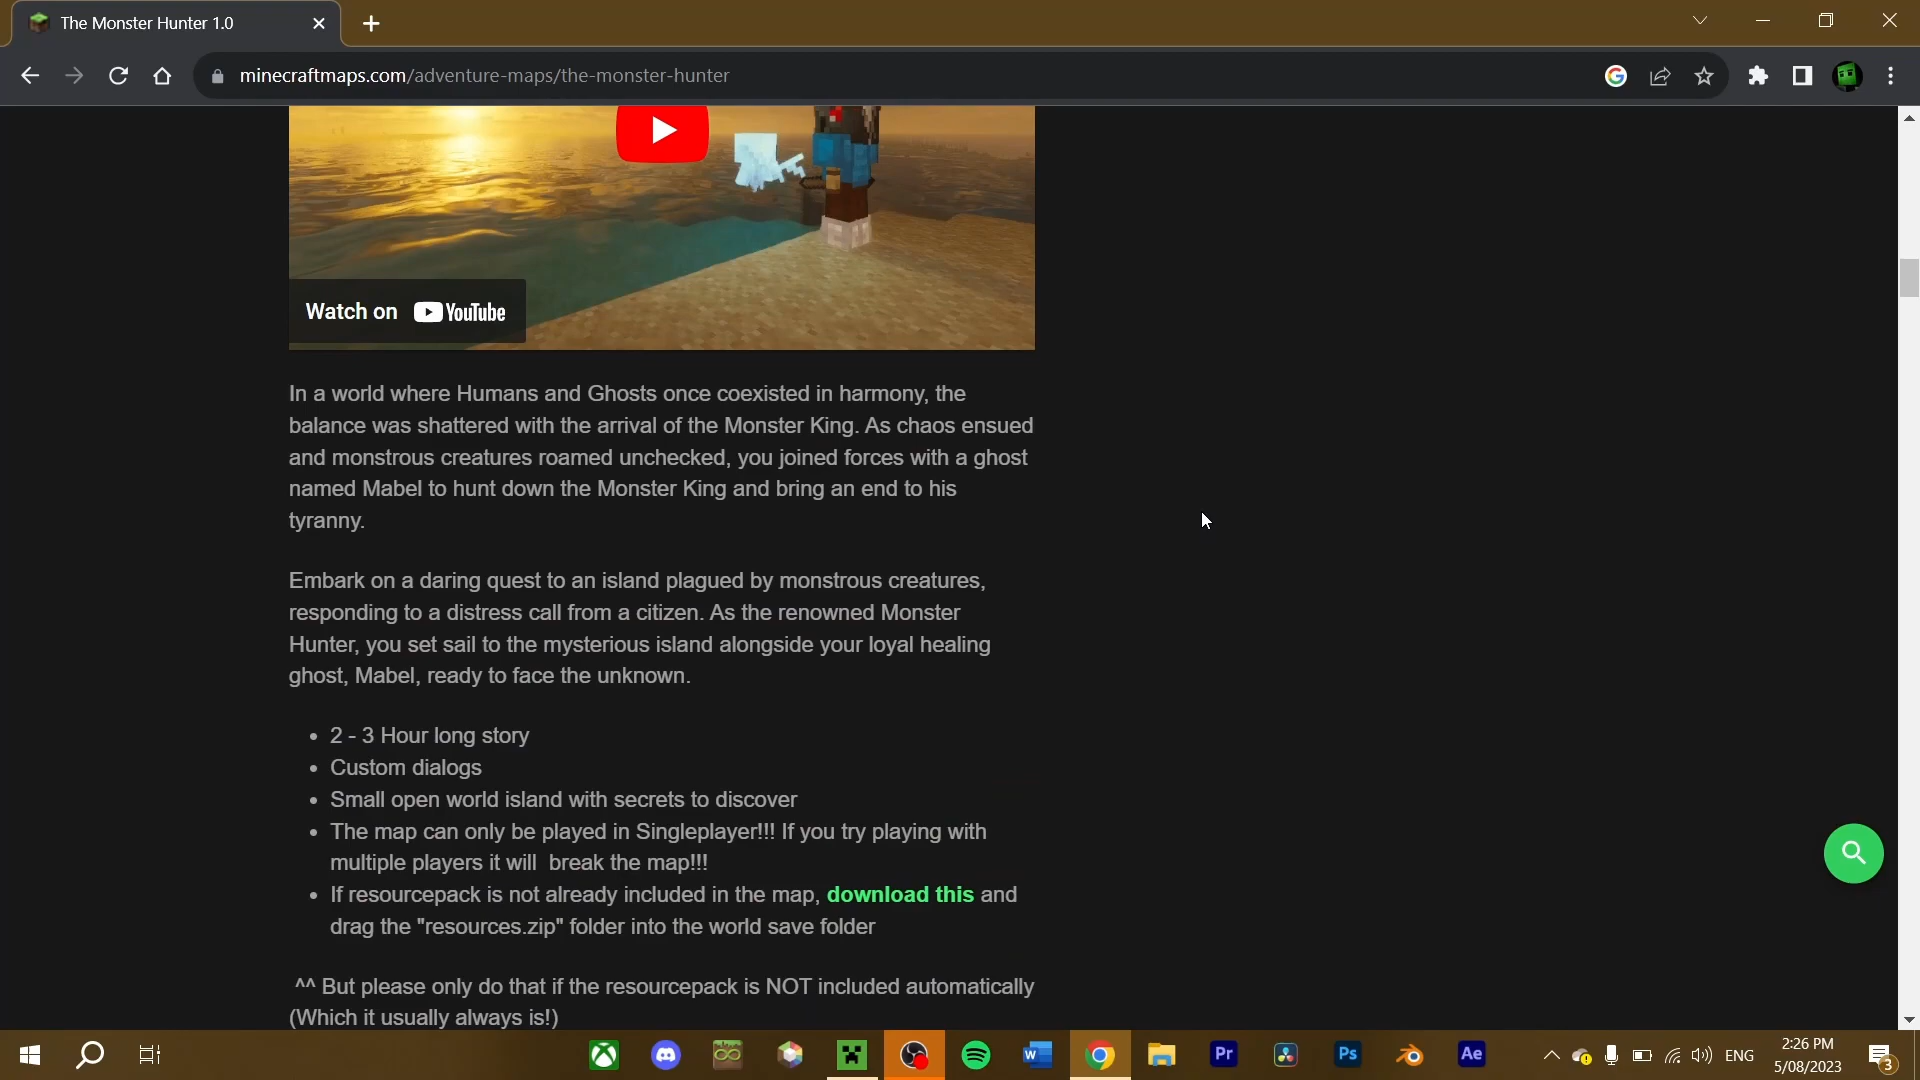 The Monster Hunter 1.0
minecraftmaps.com/adventure-maps/the-monster-hunter
Watch on YouTube
In a world where Humans and Ghosts once coexisted in harmony, the
balance was shattered with the arrival of the Monster King. As chaos ensued
and monstrous creatures roamed unchecked, you joined forces with a ghost
named Mabel to hunt down the Monster King and bring an end to his
tyranny.
Embark on a daring quest to an island plagued by monstrous creatures,
responding to a distress call from a citizen. As the renowned Monster
Hunter, you set sail to the mysterious island alongside your loyal healing
ghost, Mabel, ready to face the unknown.
• 2 - 3 Hour long story
• Custom dialogs
• Small open world island with secrets to discover
• The map can only be played in Singleplayer!!! If you try playing with
multiple players it will  break the map!!!
• If resourcepack is not already included in the map, download this and
drag the "resources.zip" folder into the world save folder
^^ But please only do that if the resourcepack is NOT included automatically
(Which it usually always is!)
W
Pr
Ps
Ae
ENG
2:26 PM
5/08/2023
3